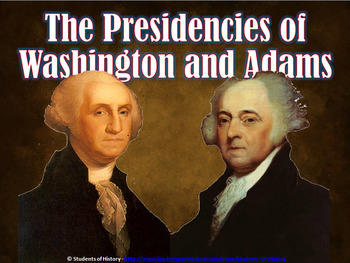 The Presidencies of
Washington and Adams
© Students of History -